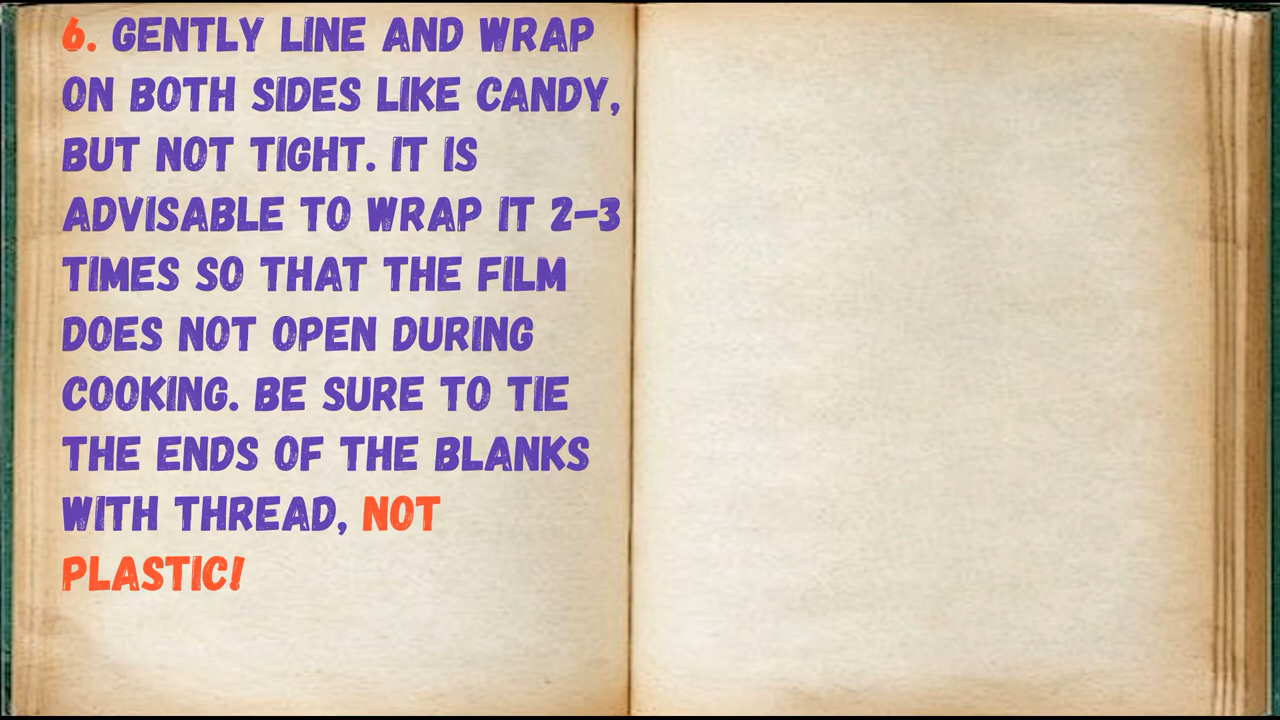 6. GENTLY LINE AND WRAP
ON BOTH SIDES LIKE CANDY,
BUT NOT TIGHT. IT IS
ADVISABLE TO WRAP IT 2-3
TIMES SO THAT THE FILM
DOES NOT OPEN DURING
COOKING. BE SURE TO TIE
THE ENDS OF THE BLANKS
WITH THREAD, NOT
PLASTIC!